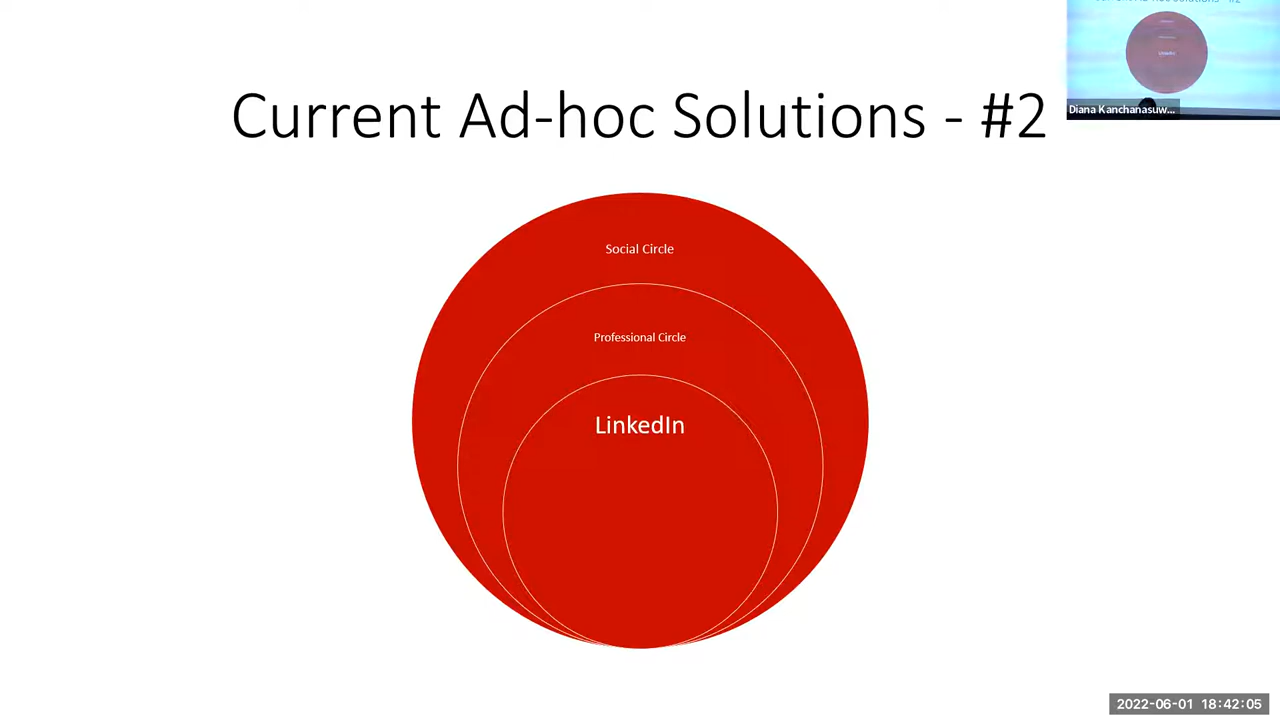 Current Ad-hoc Solutions - #2
Diana Kanchanasuw...
Social Circle
Professional Circle
LinkedIn
2022-06-01 18:42:05